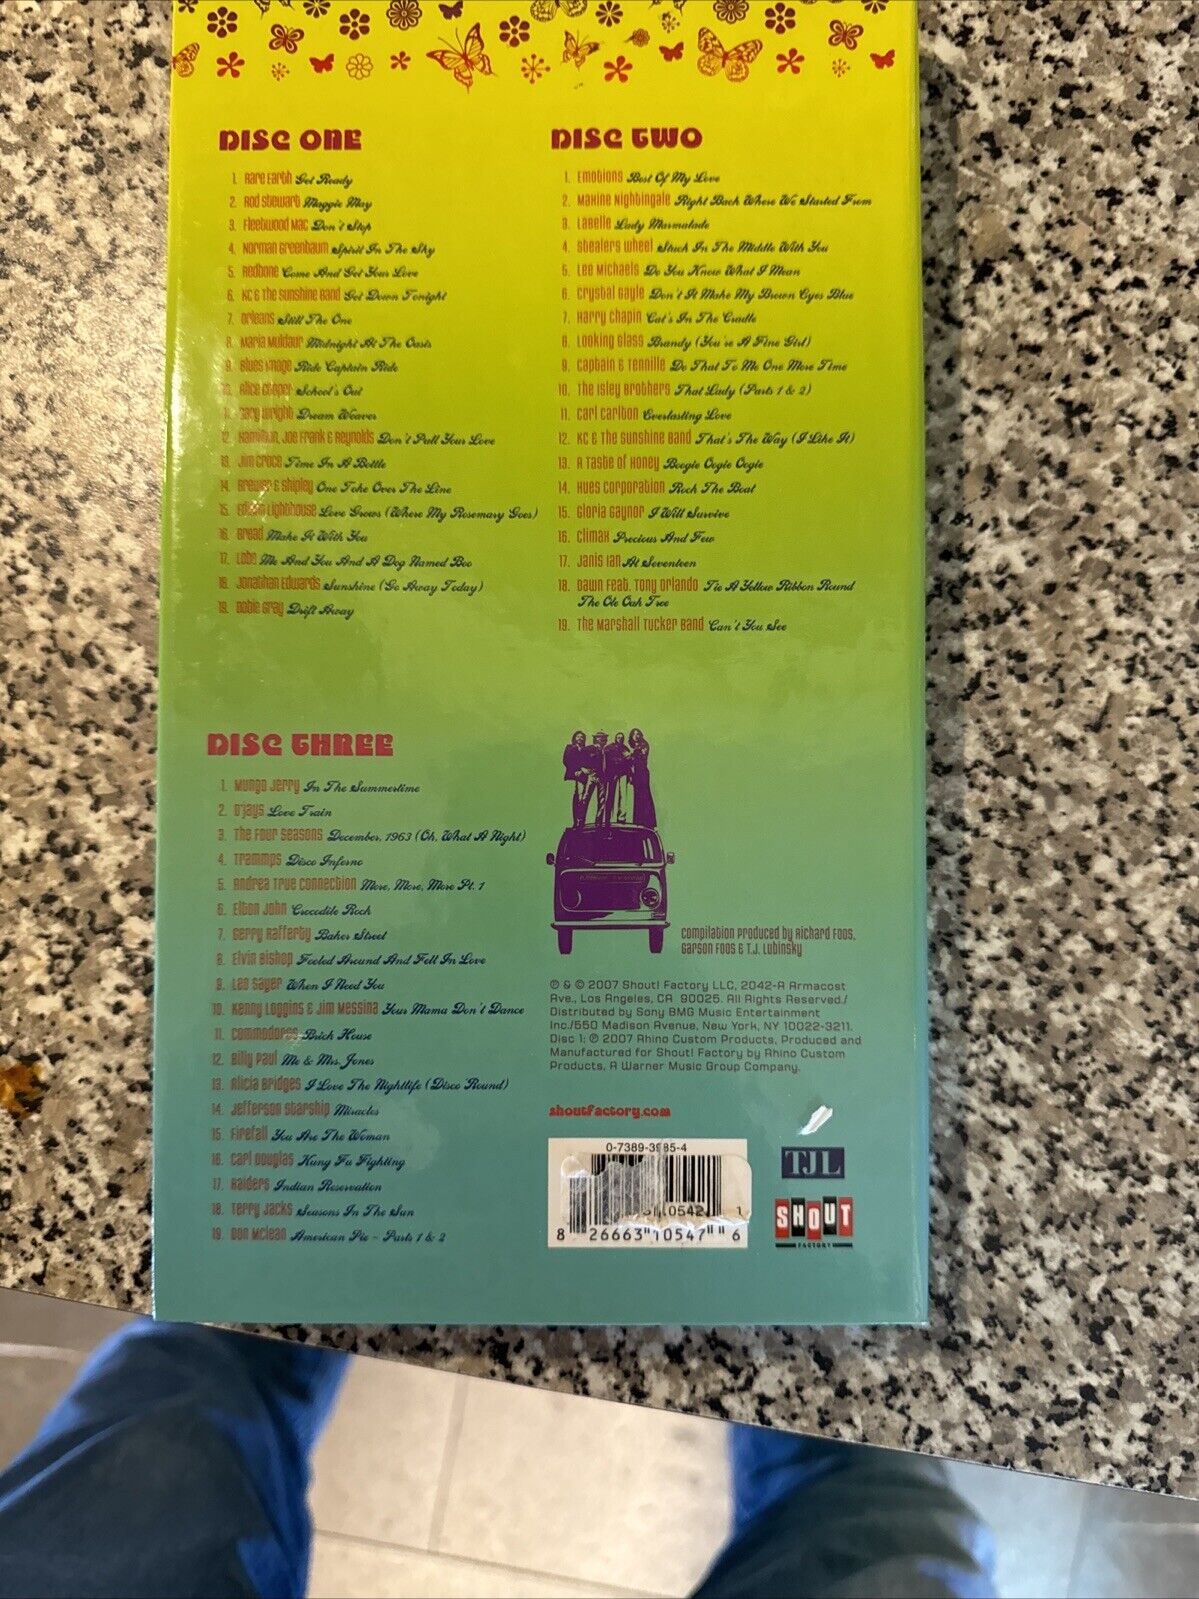 DISC ONE
1. Rare Earth Get Ready
2. Rod Stewart Maggie May
3. Fleetwood Mac Don't Stop
4. Norman Greenbaum Spirit In The Sky
5. Redbone Come And Get Your Love
6. KC & The Sunshine Band Get Down Tonight
7. Orleans Still The One
8. Maria Muldaur Midnight At The Oasis
9. Blues Image Ride Captain Ride
10. Alice Cooper School's Out
11. Gary Wright Dream Weaver
12. Hamilton, Joe Frank & Reynolds Don't Pull Your Love
13. Jim Croce Time In A Bottle
14. Brewer & Shipley One Toke Over The Line
15. Edison Lighthouse Love Grows (Where My Rosemary Goes)
16. Bread Make It With You
17. Lobo Me And You And A Dog Named Boo
18. Jonathan Edwards Sunshine (Go Away Today)
19. Dobie Gray Drift Away
DISC TWO
1. Emotions Best Of My Love
2. Maxine Nightingale Right Back Where We Started From
3. Labelle Lady Marmalade
4. Stealers Wheel Stuck In The Middle With You
5. Lee Michaels Do You Know What I Mean
6. Crystal Gayle Don't It Make My Brown Eyes Blue
7. Harry Chapin Cat's In The Cradle
8. Looking Glass Brandy (You're A Fine Girl)
9. Captain & Tennille Do That To Me One More Time
10. The Isley Brothers That Lady (Parts 1 & 2)
11. Carl Carlton Everlasting Love
12. KC & The Sunshine Band That's The Way (I Like It)
13. A Taste Of Honey Boogie Oogie Oogie
14. Hues Corporation Rock The Boat
15. Gloria Gaynor I Will Survive
16. Climax Precious And Few
17. Janis Ian At Seventeen
18. Dawn Feat. Tony Orlando Tie A Yellow Ribbon Round
The Ole Oak Tree
19. The Marshall Tucker Band Can't You See
DISC THREE
1. Mungo Jerry In The Summertime
2. O'Jays Love Train
3. The Four Seasons December, 1963 (Oh, What A Night)
4. Trammps Disco Inferno
5. Andrea True Connection More, More, More Pt. 1
6. Elton John Crocodile Rock
7. Gerry Rafferty Baker Street
8. Elvin Bishop Fooled Around And Fell In Love
9. Leo Sayer When I Need You
10. Kenny Loggins & Jim Messina Your Mama Don't Dance
11. Commodores Brick House
12. Billy Paul Me & Mrs. Jones
13. Alicia Bridges I Love The Nightlife (Disco Round)
14. Jefferson Starship Miracles
15. Firefall You Are The Woman
16. Carl Douglas Kung Fu Fighting
17. Raiders Indian Reservation
18. Terry Jacks Seasons In The Sun
19. Don McLean American Pie – Parts 1 & 2
Compilation Produced by Richard Foos,
Garson Foos & T.J. Lubinsky
℗ & © 2007 Shout! Factory LLC, 2042-A Armacost
Ave., Los Angeles, CA 90025. All Rights Reserved./
Distributed by Sony BMG Music Entertainment
Inc./550 Madison Avenue, New York, NY 10022-3211.
Disc 1: ℗ 2007 Rhino Custom Products, Produced and
Manufactured for Shout! Factory by Rhino Custom
Products, A Warner Music Group Company.
shoutfactory.com
0-7389-3985-4
10542 1
8 26663 10547 6
TJL
SHOUT
FACTORY